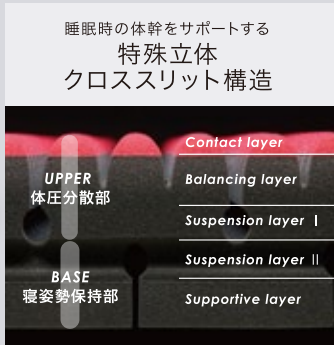 睡眠時の体幹をサポートする
特殊立体
クロススリット構造
UPPER
体圧分散部
BASE
寝姿勢保持部
Contact layer
Balancing layer
Suspension layer Ⅰ
Suspension layer Ⅱ
Supportive layer